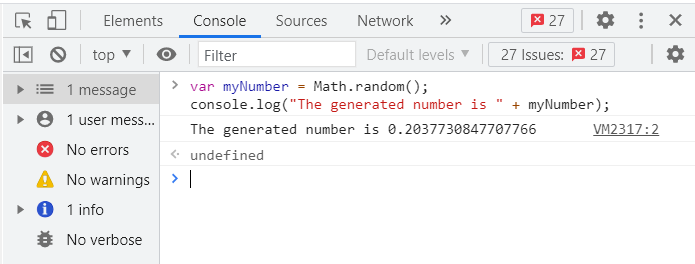 Elements Console Sources Network » 27
top ▼ Filter Default levels ▼ 27 Issues: 27
1 message
1 user mess...
No errors
No warnings
1 info
No verbose
> var myNumber = Math.random();
console.log("The generated number is " + myNumber);
The generated number is 0.2037730847707766 VM2317:2
undefined
>